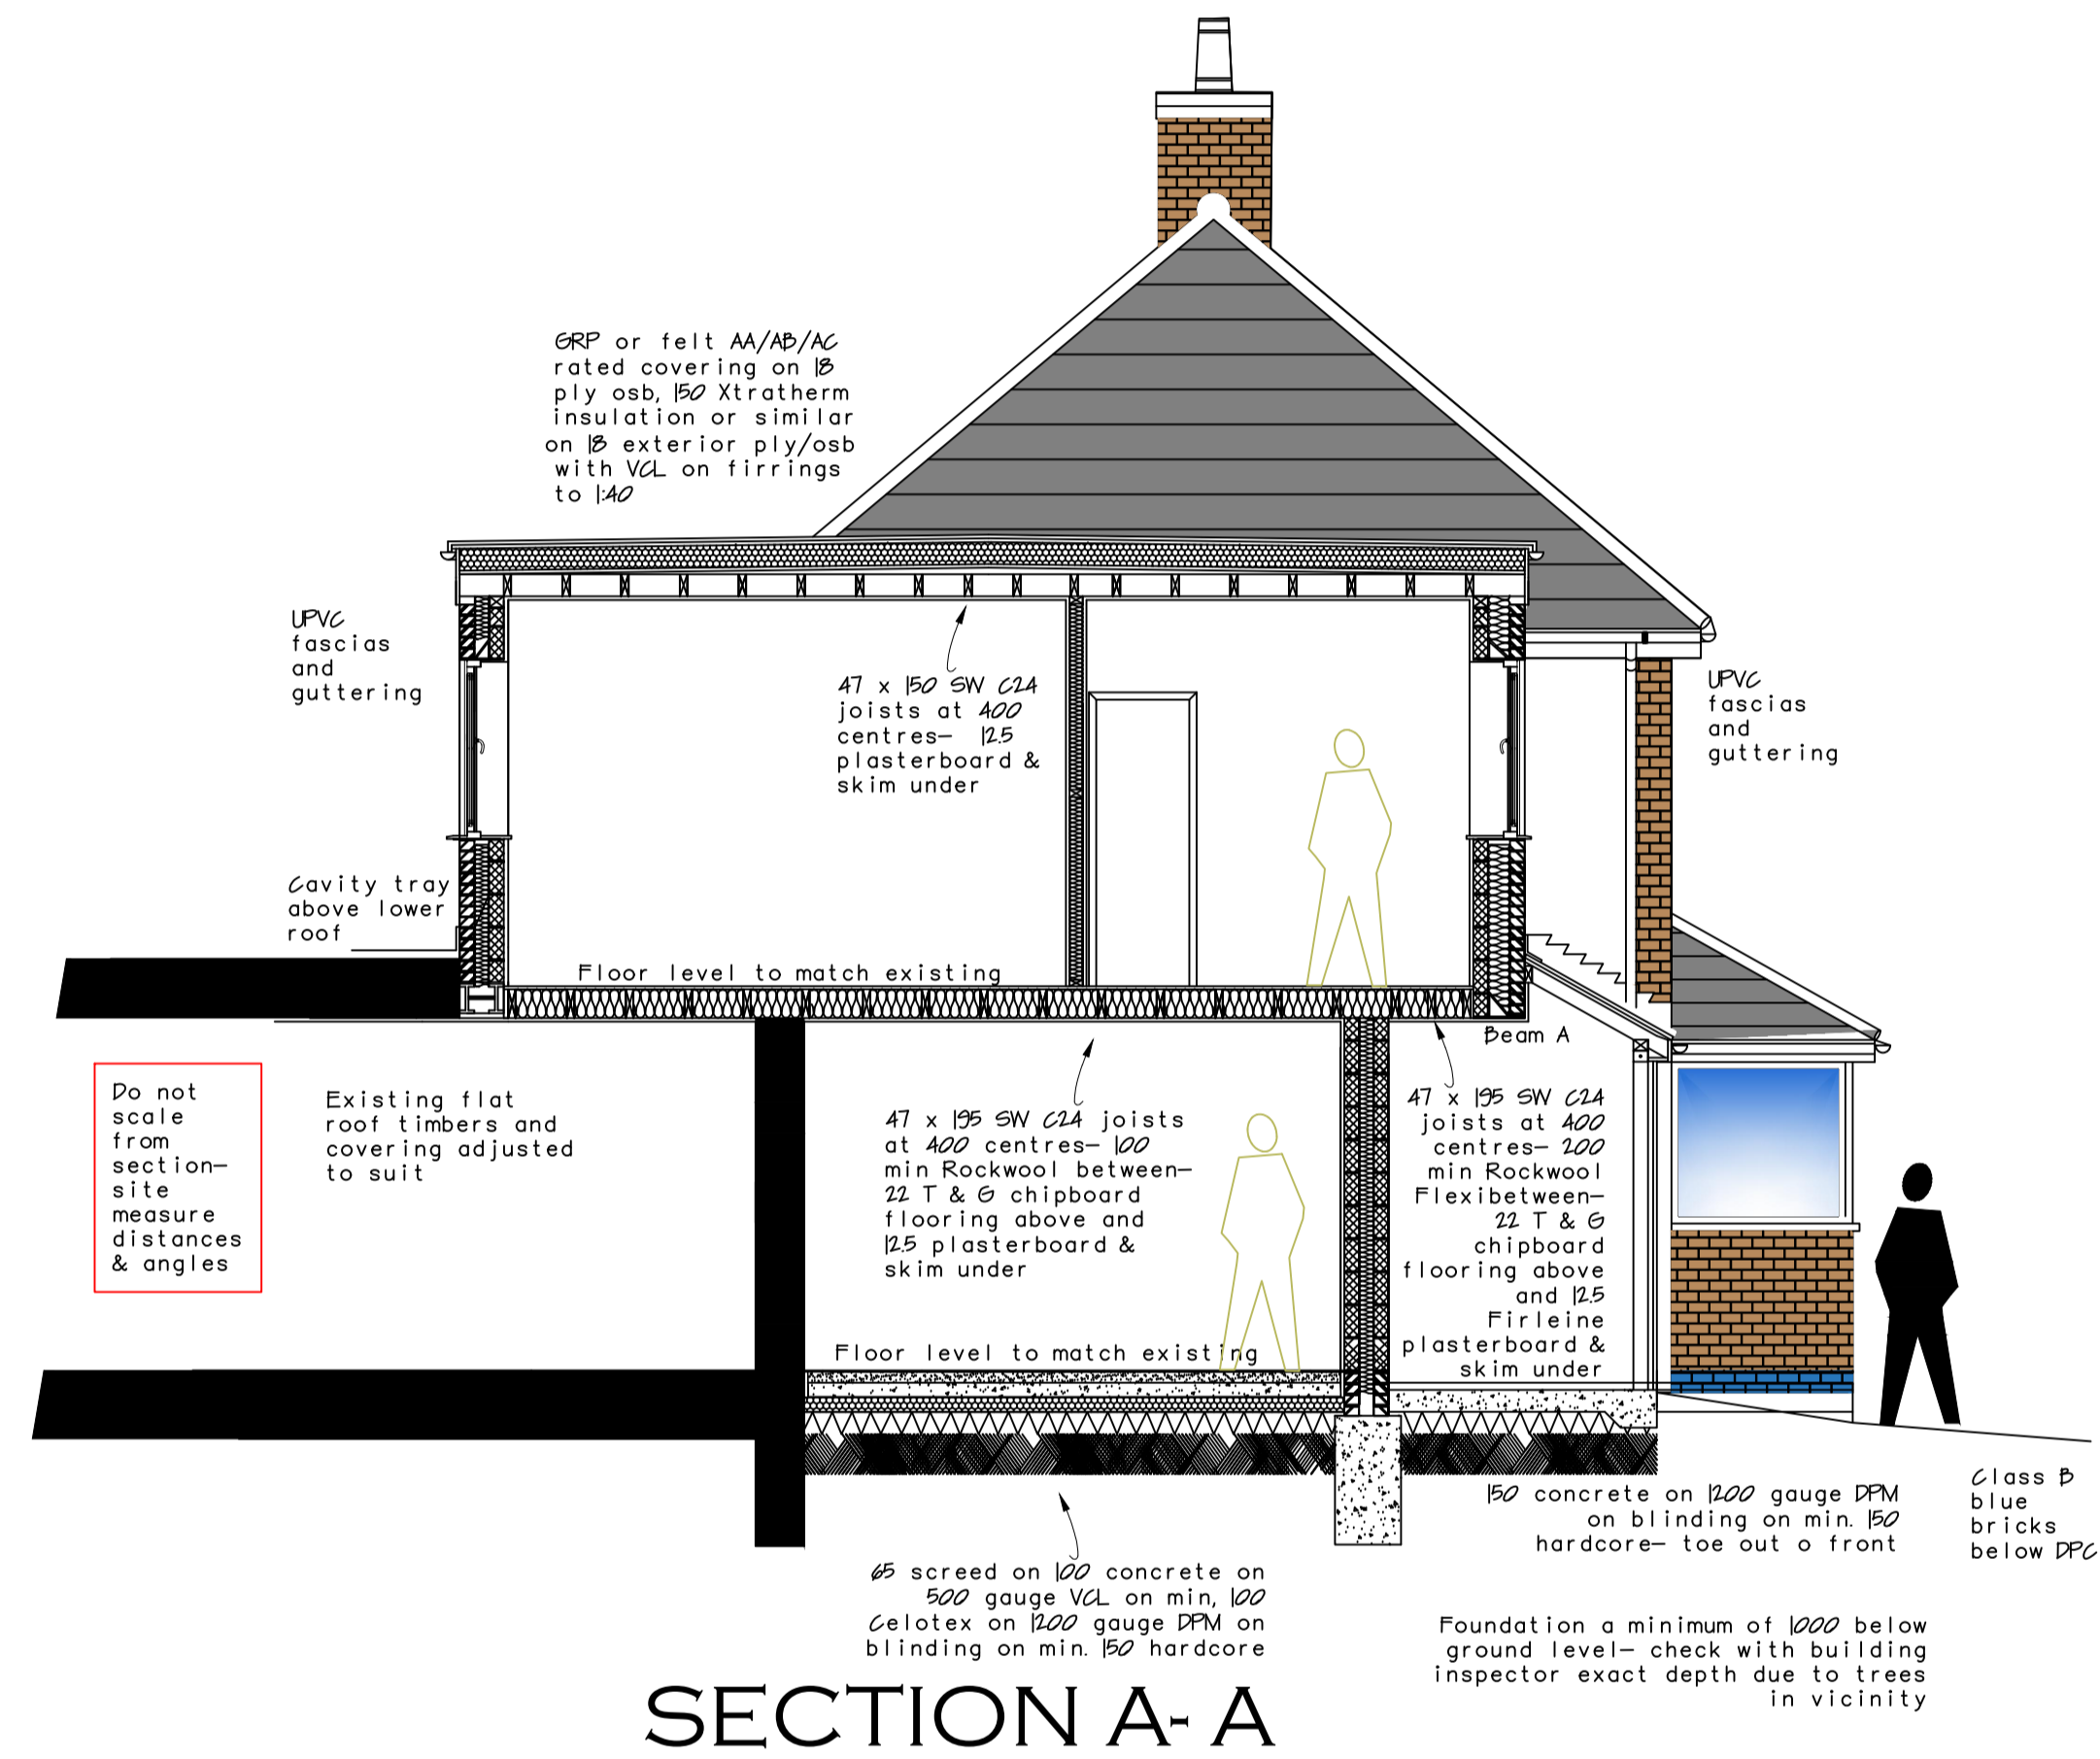 GRP or felt AA/AB/AC
rated covering on 18
ply osb, 150 Xtratherm
insulation or similar
on 18 exterior ply/osb
with VCL on firrings
to 1:40
UPVC
fascias
and
guttering
47 x 150 SW C24
joists at 400
centres- 12.5
plasterboard &
skim under
UPVC
fascias
and
guttering
Cavity tray
above lower
roof
Floor level to match existing
Beam A
Do not
scale
from
section-
site
measure
distances
& angles
Existing flat
roof timbers and
covering adjusted
to suit
47 x 195 SW C24 joists
at 400 centres- 100
min Rockwool between-
22 T & G chipboard
flooring above and
12.5 plasterboard &
skim under
47 x 195 SW C24
joists at 400
centres- 200
min Rockwool
Flexibetween-
22 T & G
chipboard
flooring above
and 12.5
Firleine
plasterboard &
skim under
Floor level to match existing
150 concrete on 1200 gauge DPM
on blinding on min. 150
hardcore- toe out o front
Class B
blue
bricks
below DPC
65 screed on 100 concrete on
500 gauge VCL on min, 100
Celotex on 1200 gauge DPM on
blinding on min. 150 hardcore
Foundation a minimum of 1000 below
ground level- check with building
inspector exact depth due to trees
in vicinity
SECTION A- A